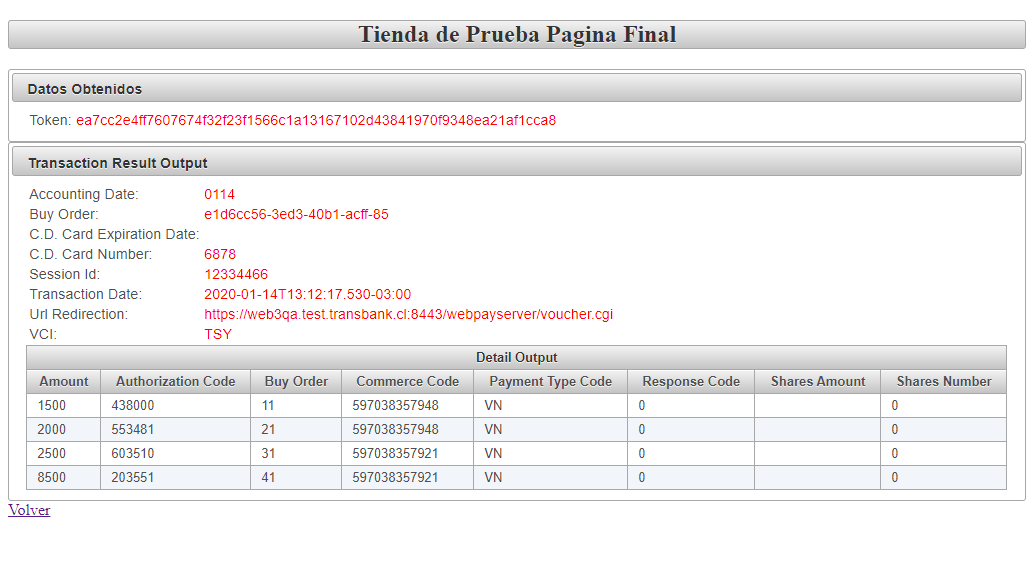 Tienda de Prueba Pagina Final
Datos Obtenidos
Token: ea7cc2e4ff7607674f32f23f1566c1a13167102d43841970f9348ea21af1cca8
Transaction Result Output
Accounting Date: 0114
Buy Order: e1d6cc56-3ed3-40b1-acff-85
C.D. Card Expiration Date:
C.D. Card Number: 6878
Session Id: 12334466
Transaction Date: 2020-01-14T13:12:17.530-03:00
Url Redirection: https://web3qa.test.transbank.cl:8443/webpayserver/voucher.cgi
VCI: TSY
Detail Output
Amount Authorization Code Buy Order Commerce Code Payment Type Code Response Code Shares Amount Shares Number
1500 438000 11 597038357948 VN 0 0
2000 553481 21 597038357948 VN 0 0
2500 603510 31 597038357921 VN 0 0
8500 203551 41 597038357921 VN 0 0
Volver